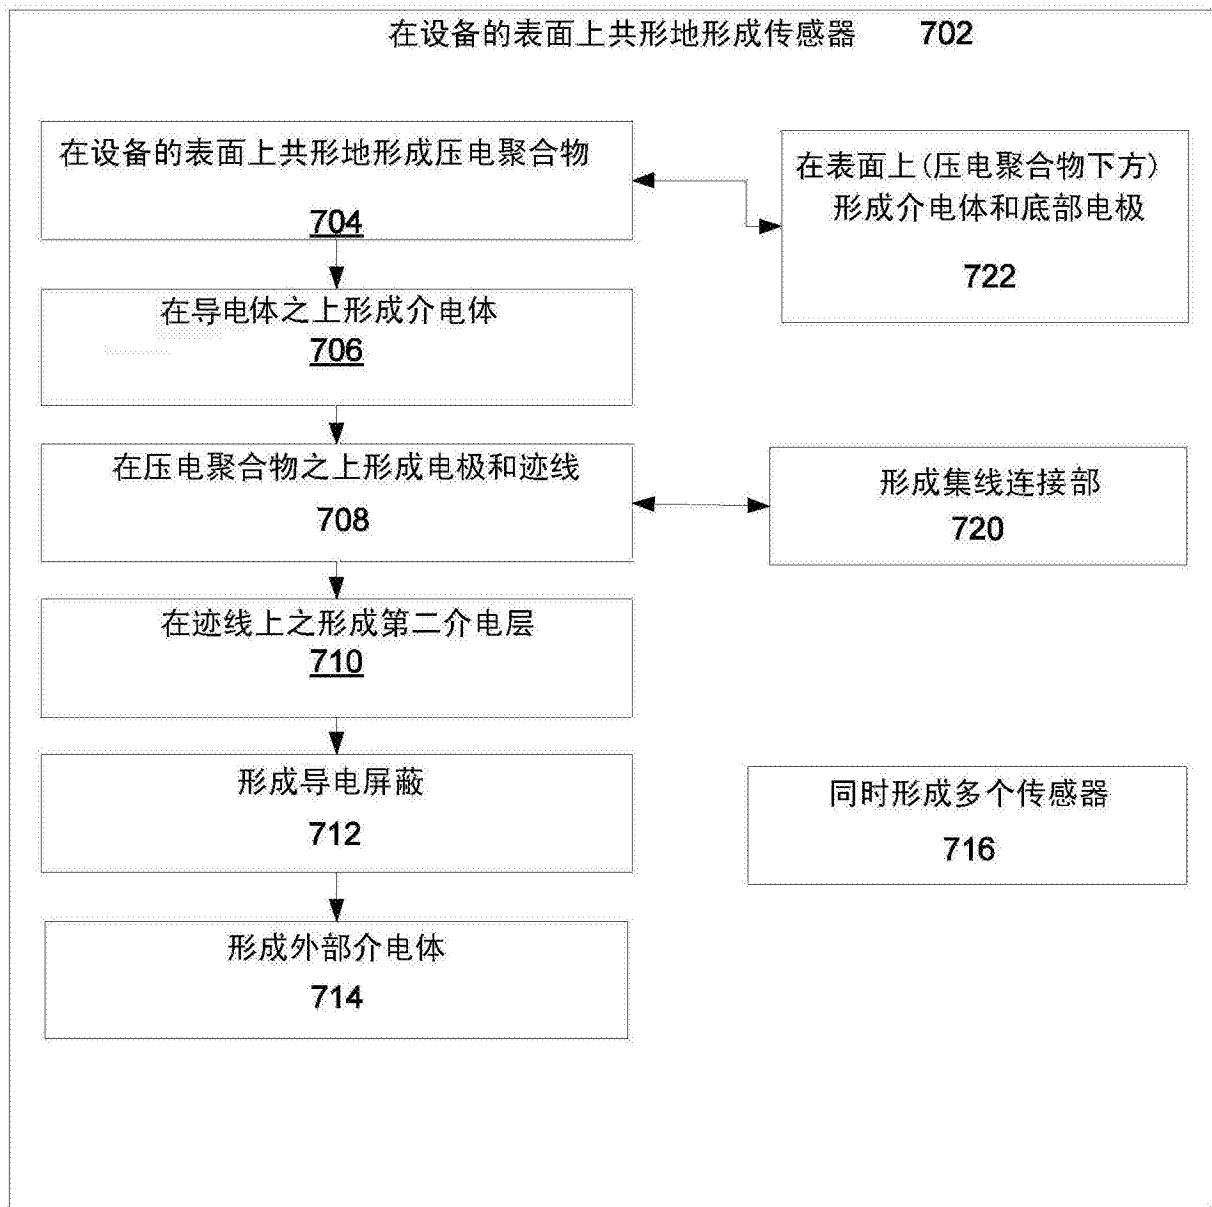 在设备的表面上共形地形成传感器 702
在设备的表面上共形地形成压电聚合物
704
在表面上(压电聚合物下方)
形成介电体和底部电极
722
在导电体之上形成介电体
706
在压电聚合物之上形成电极和迹线
708
形成集线连接部
720
在迹线上之形成第二介电层
710
形成导电屏蔽
712
同时形成多个传感器
716
形成外部介电体
714